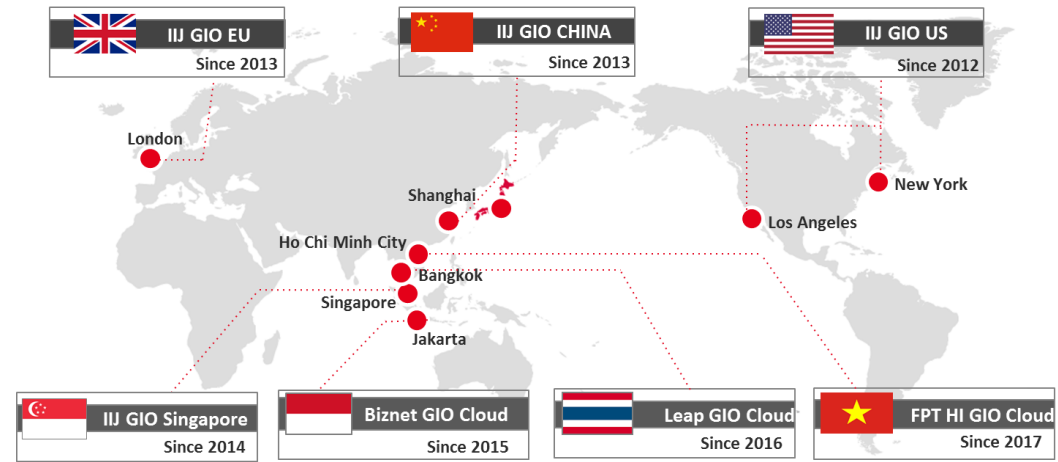 IIJ GIO EU
Since 2013
IIJ GIO CHINA
Since 2013
IIJ GIO US
Since 2012
London
Shanghai
New York
Los Angeles
Ho Chi Minh City
Bangkok
Singapore
Jakarta
IIJ GIO Singapore
Since 2014
Biznet GIO Cloud
Since 2015
Leap GIO Cloud
Since 2016
FPT HI GIO Cloud
Since 2017